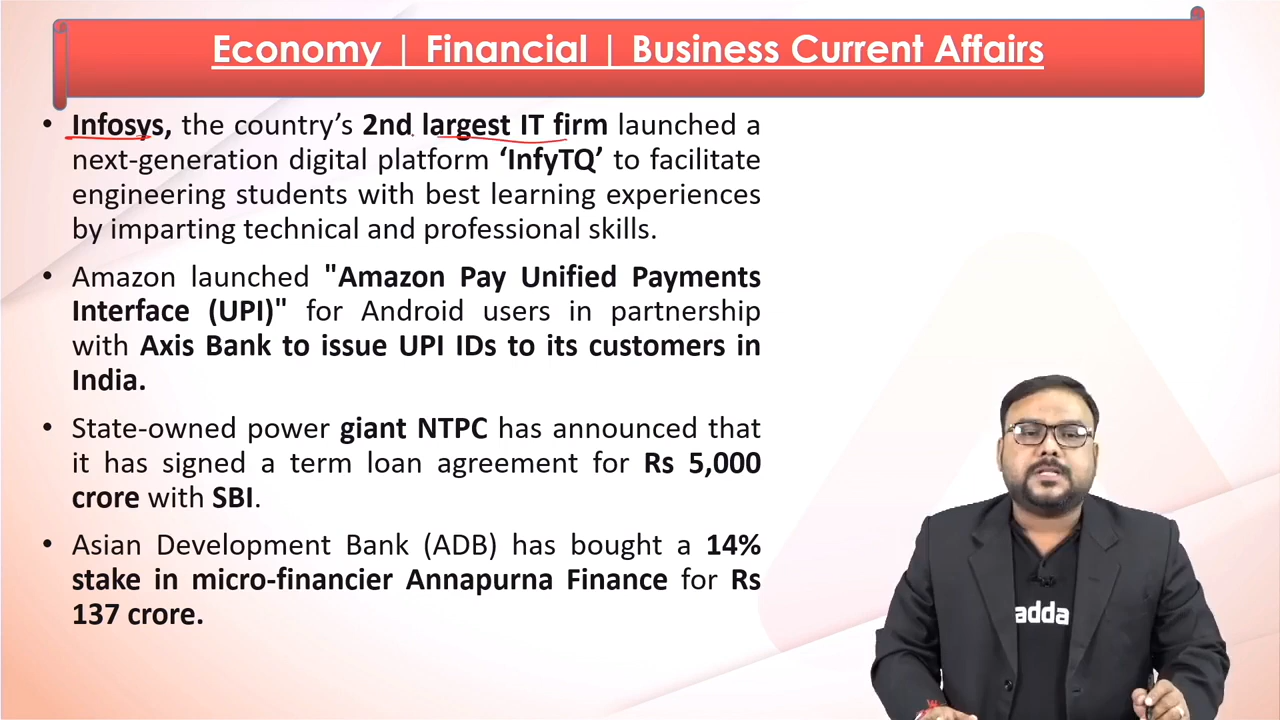 Economy | Financial | Business Current Affairs
• Infosys, the country’s 2nd largest IT firm launched a
next-generation digital platform ‘InfyTQ’ to facilitate
engineering students with best learning experiences
by imparting technical and professional skills.
• Amazon launched "Amazon Pay Unified Payments
Interface (UPI)" for Android users in partnership
with Axis Bank to issue UPI IDs to its customers in
India.
• State-owned power giant NTPC has announced that
it has signed a term loan agreement for Rs 5,000
crore with SBI.
• Asian Development Bank (ADB) has bought a 14%
stake in micro-financier Annapurna Finance for Rs
137 crore.
adda